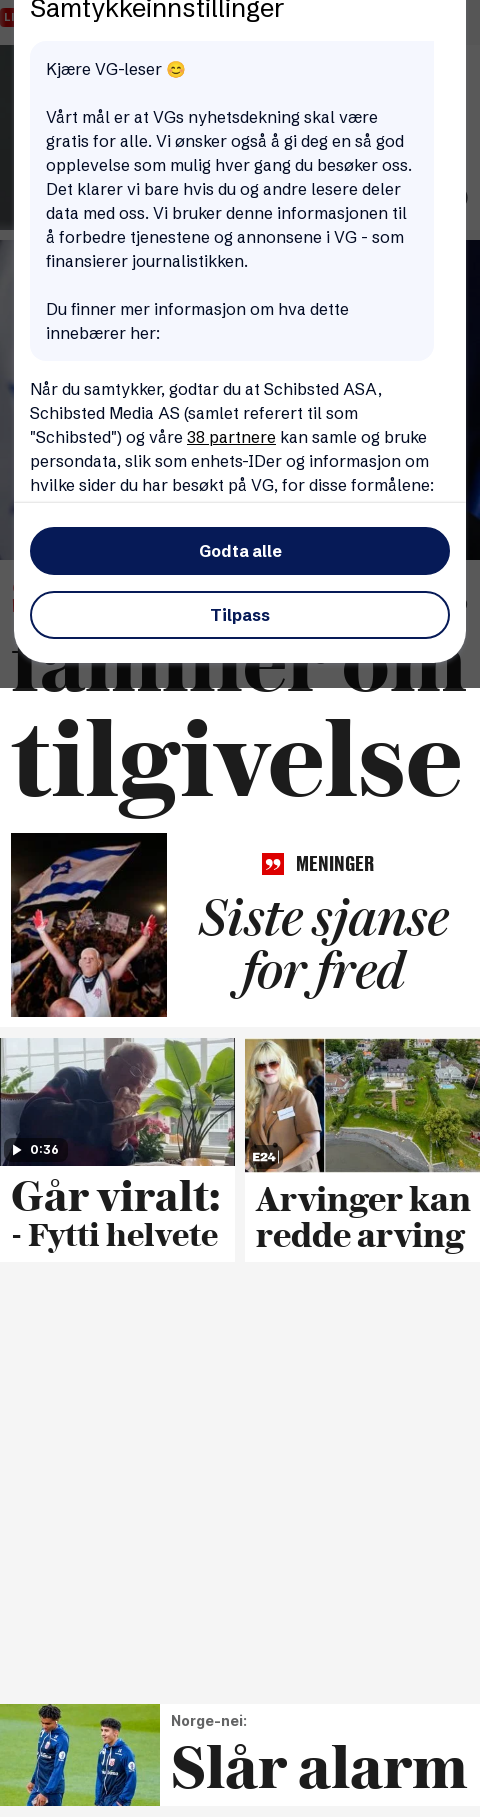 Samtykkeinnstillinger
Kjære VG-leser 😊
Vårt mål er at VGs nyhetsdekning skal være
gratis for alle. Vi ønsker også å gi deg en så god
opplevelse som mulig hver gang du besøker oss.
Det klarer vi bare hvis du og andre lesere deler
data med oss. Vi bruker denne informasjonen til
å forbedre tjenestene og annonsene i VG - som
finansierer journalistikken.
Du finner mer informasjon om hva dette
innebærer her:
Når du samtykker, godtar du at Schibsted ASA,
Schibsted Media AS (samlet referert til som
"Schibsted") og våre 38 partnere kan samle og bruke
persondata, slik som enhets-IDer og informasjon om
hvilke sider du har besøkt på VG, for disse formålene:
Godta alle
Tilpass
om
tilgivelse
MENINGER
Siste sjanse
for fred
0:36
E24
Går viralt:
- Fytti helvete
Arvinger kan
redde arving
Norge-nei:
Slår alarm